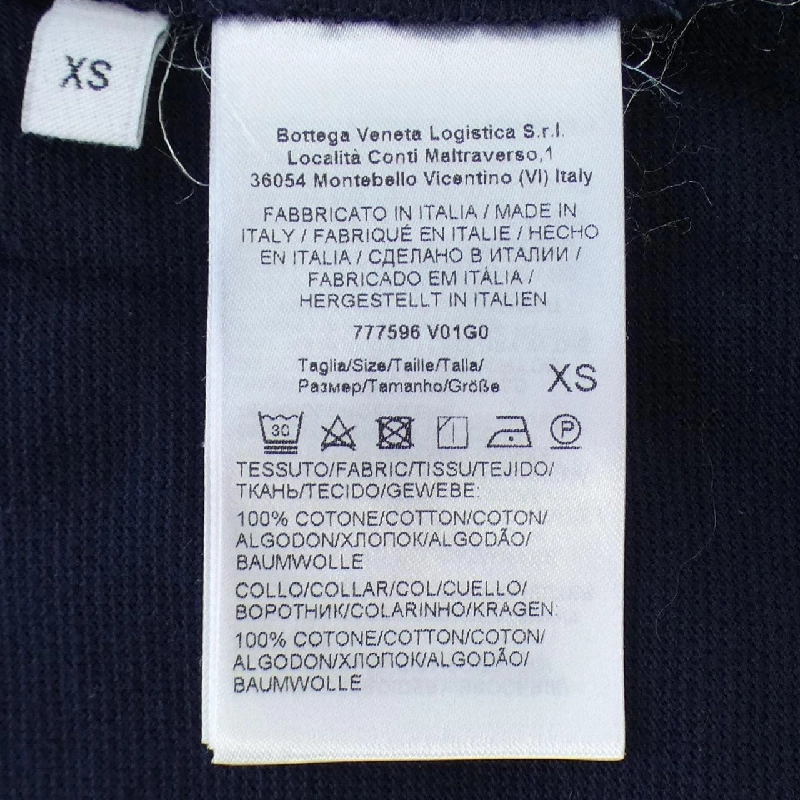 XS
Bottega Veneta Logistica S.r.l.
Località Conti Maltraverso,1
36054 Montebello Vicentino (VI) Italy
FABBRICATO IN ITALIA / MADE IN
ITALY / FABRIQUÉ EN ITALIE / HECHO
EN ITALIA / СДЕЛАНО В ИТАЛИИ /
FABRICADO EM ITÁLIA /
HERGESTELLT IN ITALIEN
777596 V01G0
Taglia/Size/Taille/Talla/
Размер/Tamanho/Größe
XS
30
P
TESSUTO/FABRIC/TISSU/TEJIDO/
ТКАНЬ/TECIDO/GEWEBE:
100% COTONE/COTTON/COTON/
ALGODON/ХЛОПОК/ALGODÃO/
BAUMWOLLE
COLLO/COLLAR/COL/CUELLO/
ВОРОТНИК/COLARINHO/KRAGEN:
100% COTONE/COTTON/COTON/
ALGODON/ХЛОПОК/ALGODÃO/
BAUMWOLLE